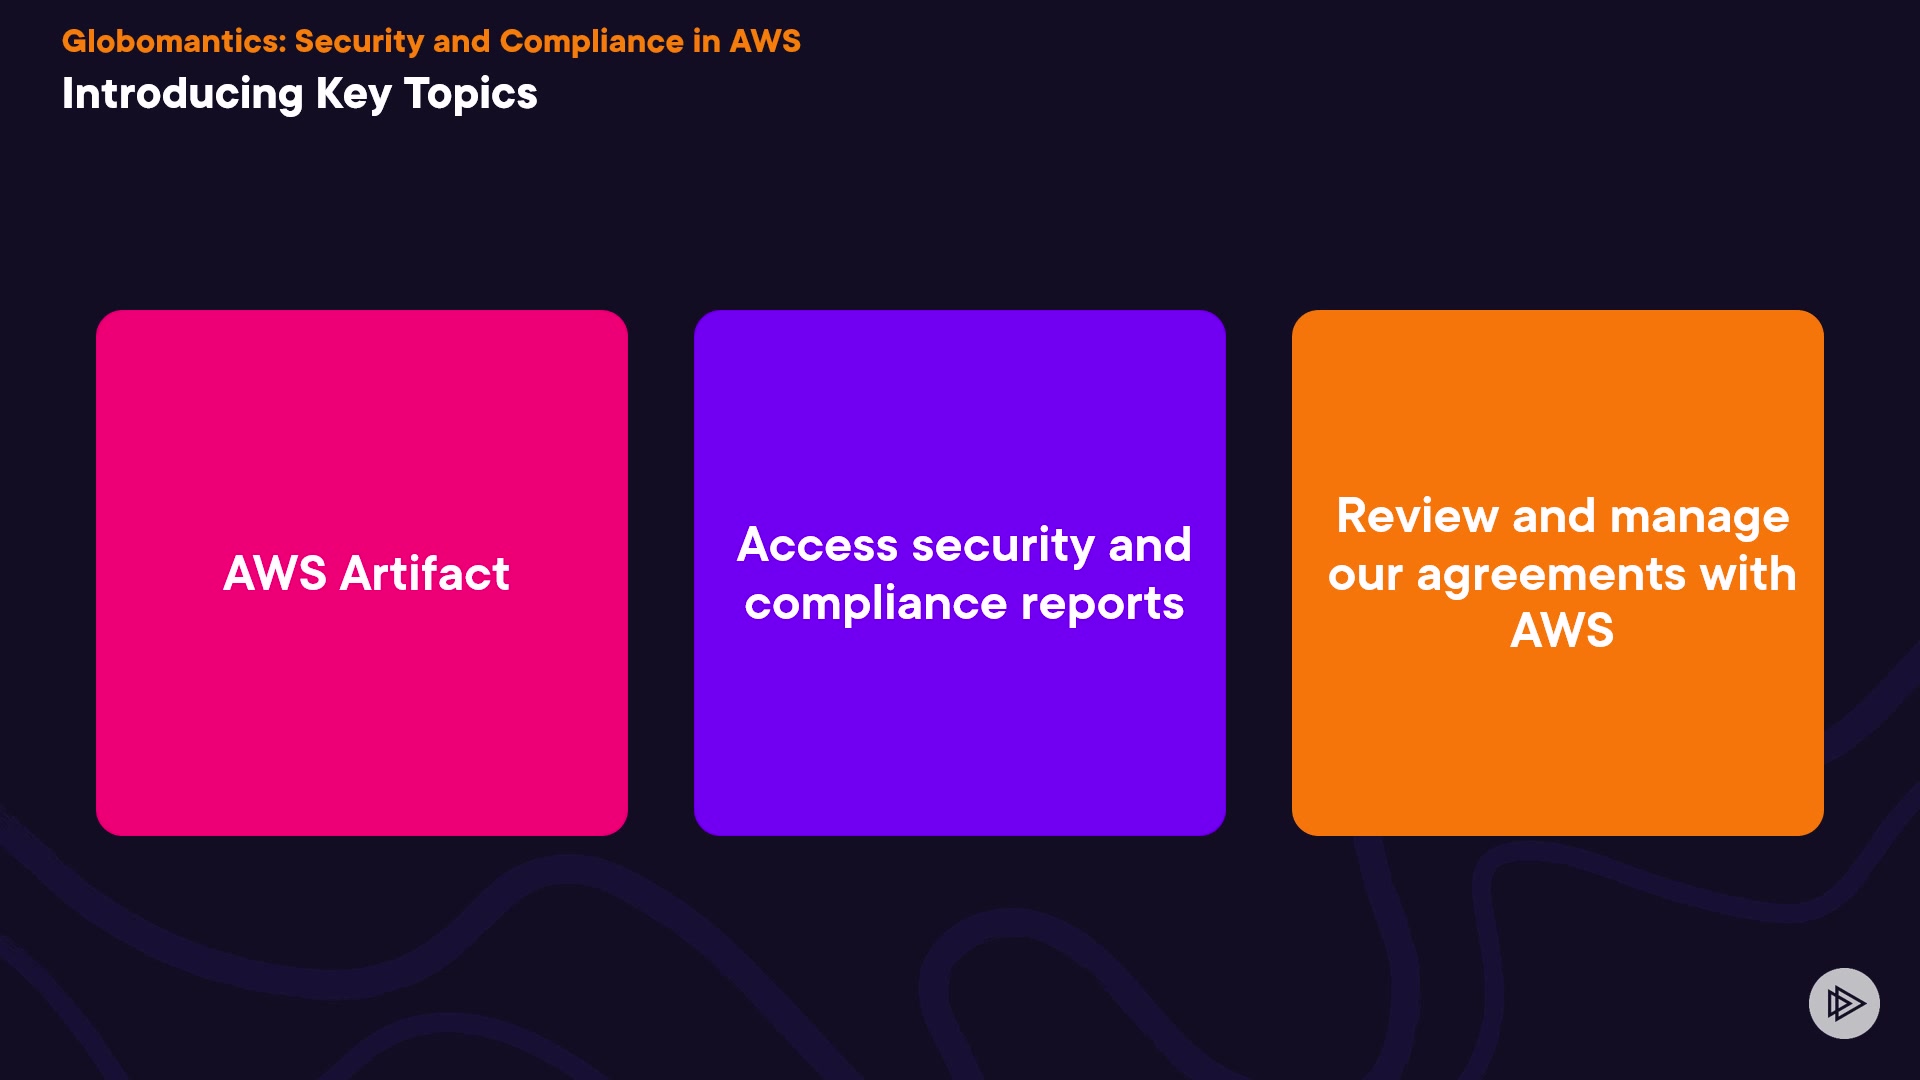 Globomantics: Security and Compliance in AWS
Introducing Key Topics
AWS Artifact
Access security and
compliance reports
Review and manage
our agreements with
AWS